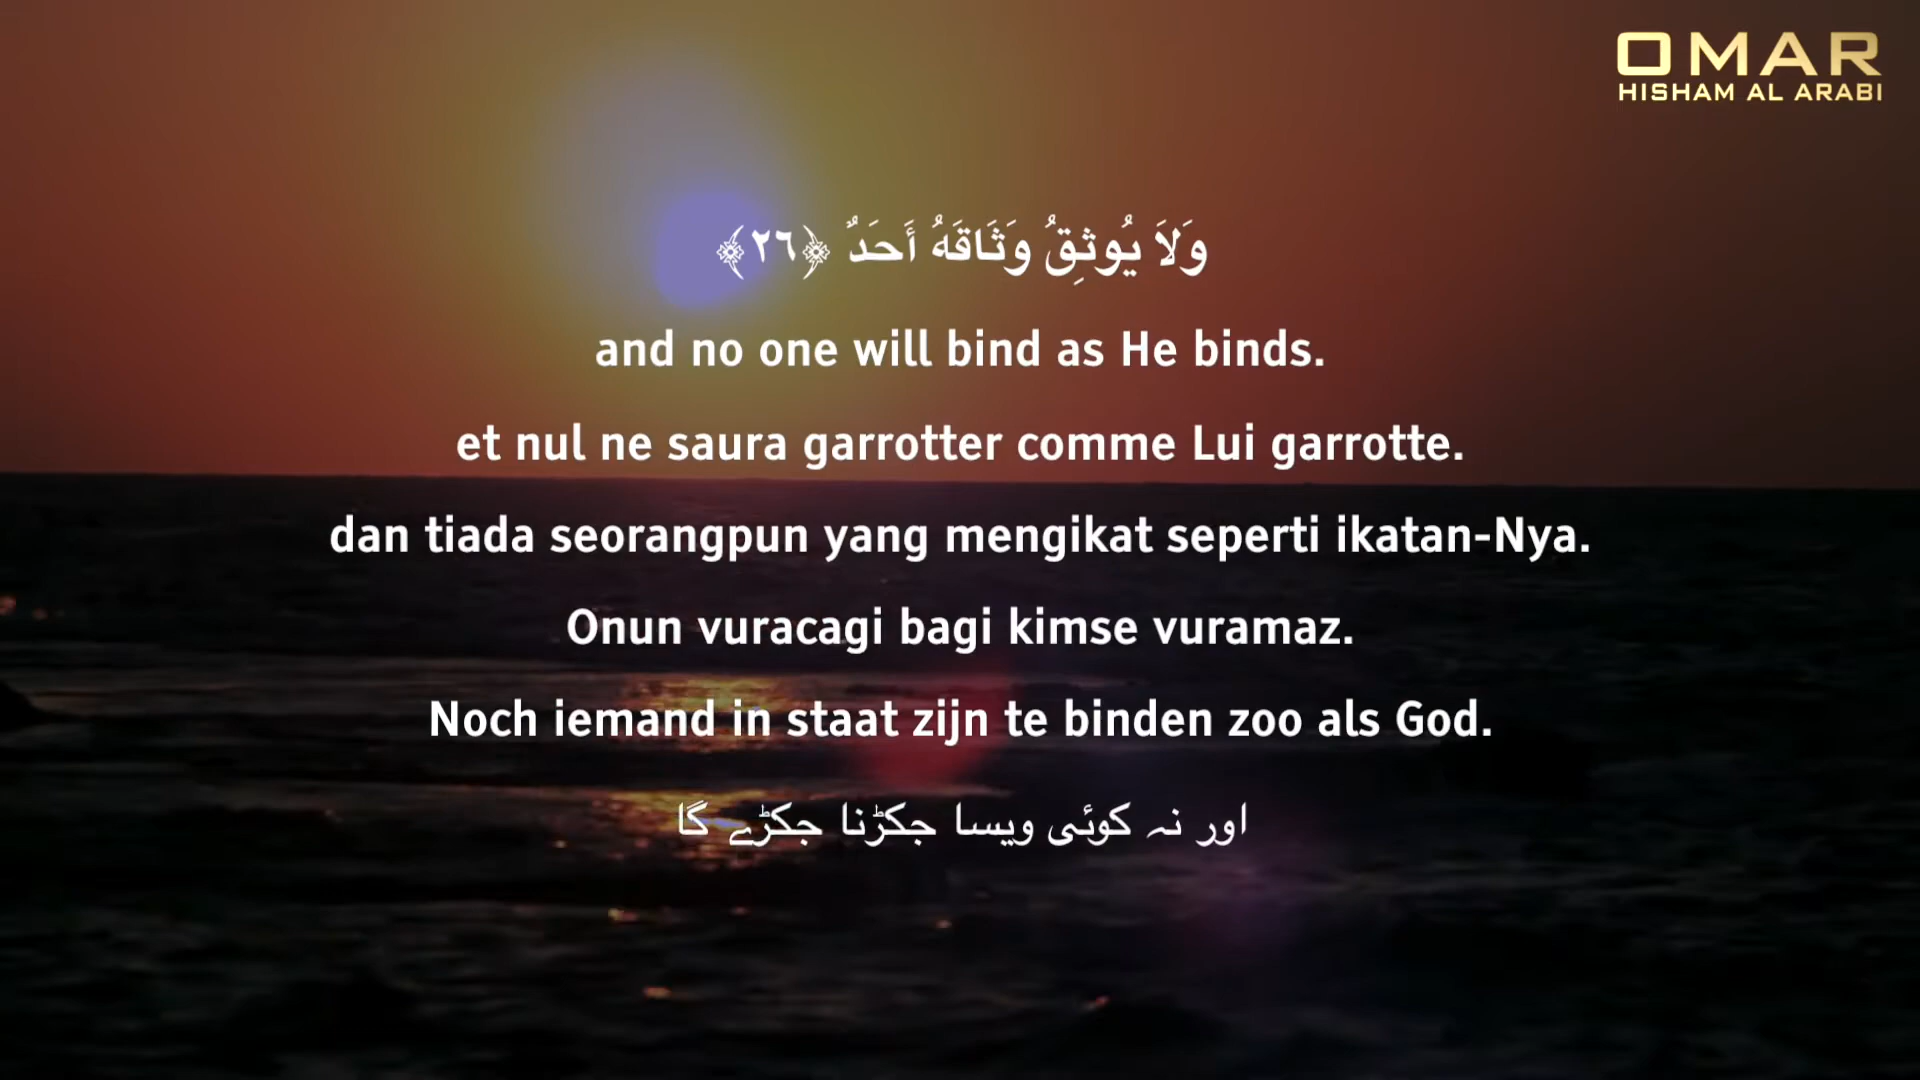 OMAR
HISHAM AL ARABI
وَلَا يُوثِقُ وَثَاقَهُ أَحَدٌ ﴿٢٦﴾
and no one will bind as He binds.
et nul ne saura garrotter comme Lui garrotte.
dan tiada seorangpun yang mengikat seperti ikatan-Nya.
Onun vuracagi bagi kimse vuramaz.
Noch iemand in staat zijn te binden zoo als God.
اور نہ کوئی ویسا جکڑنا جکڑے گا